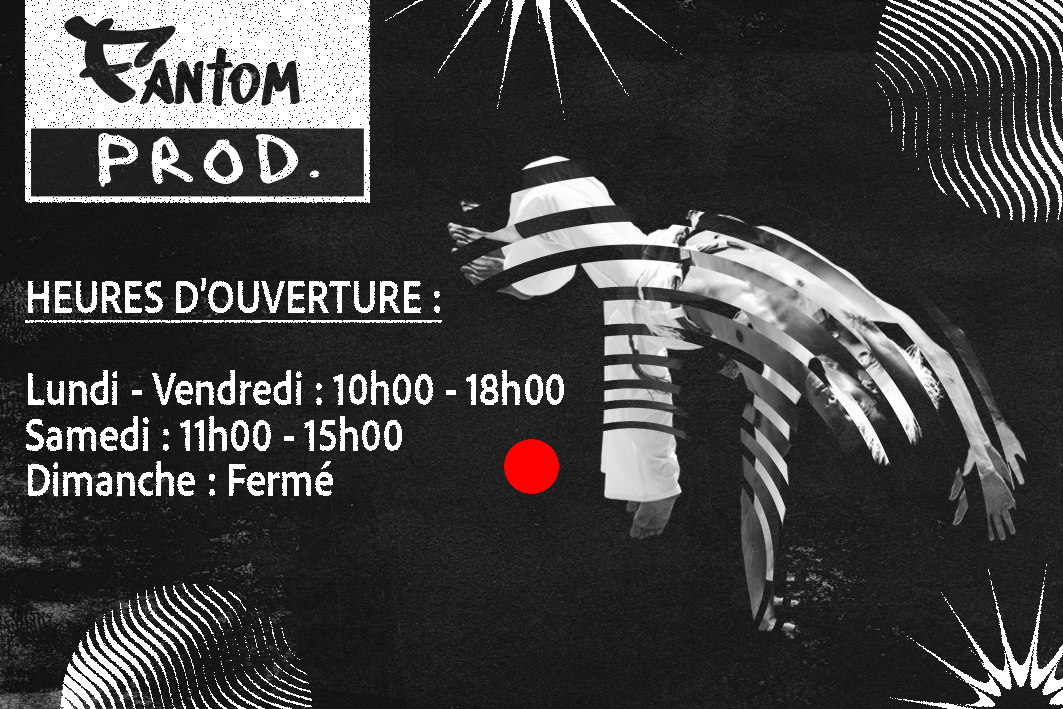 FANTOM
PROD.
HEURES D'OUVERTURE :
Lundi - Vendredi : 10h00 - 18h00
Samedi : 11h00 - 15h00
Dimanche : Fermé